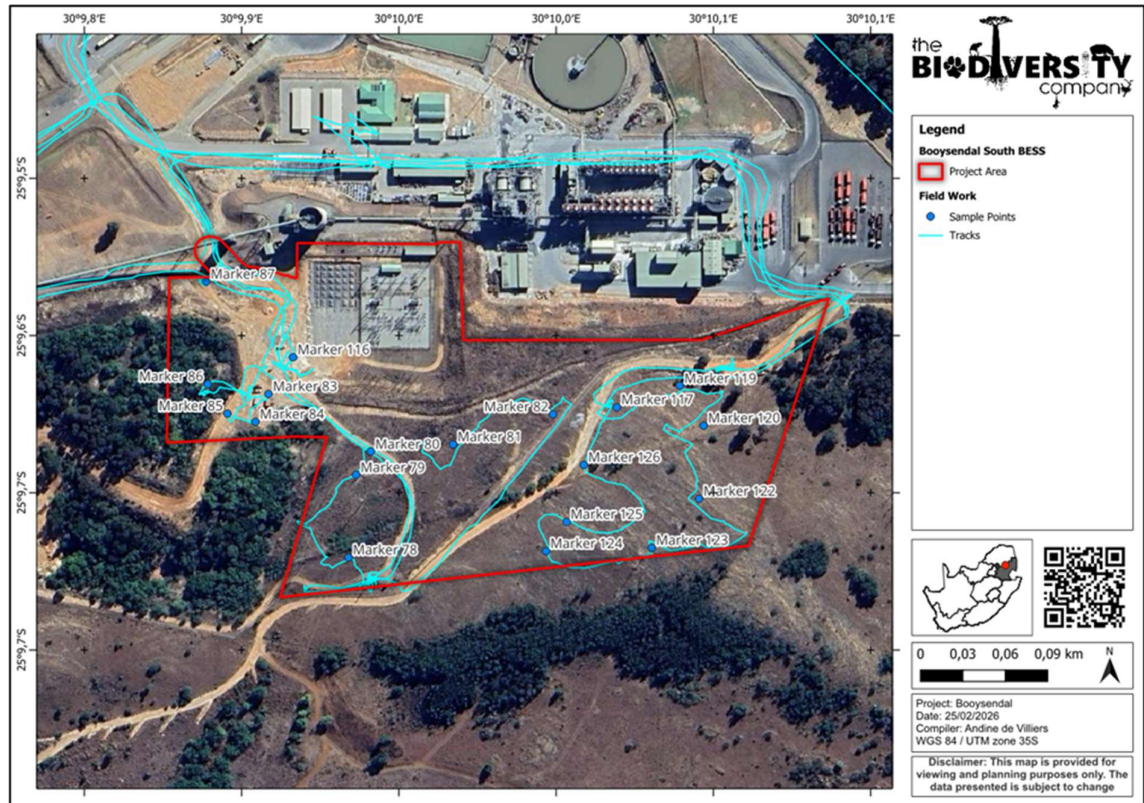 30°9,8'E 30°9,9'E 30°10,0'E 30°10,0'E 30°10,1'E 30°10,1'E
25°9,5'S
25°9,6'S
25°9,7'S
25°9,7'S
Marker 87
Marker 116
Marker 86
Marker 83
Marker 85
Marker 84
Marker 119
Marker 117
Marker 82
Marker 120
Marker 80
Marker 81
Marker 79
Marker 126
Marker 122
Marker 125
Marker 78
Marker 124
Marker 123
the
BIODIVERSITY
company
Legend
Booysendal South BESS
Project Area
Field Work
Sample Points
Tracks
0 0,03 0,06 0,09 km
N
Project: Booysendal
Date: 25/02/2026
Compiler: Andine de Villiers
WGS 84 / UTM zone 35S
Disclaimer: This map is provided for
viewing and planning purposes only. The
data presented is subject to change